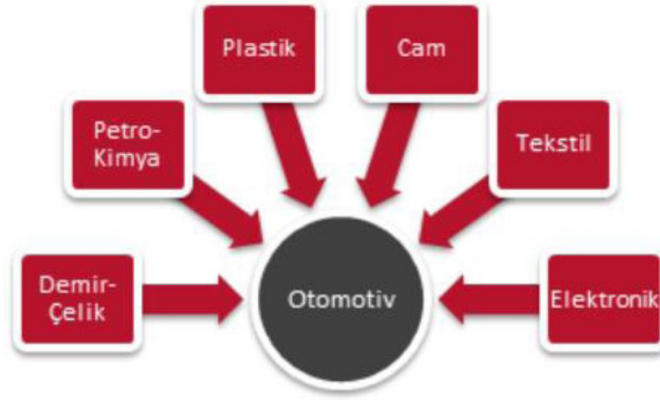 Plastik
Cam
Petro-
Kimya
Tekstil
Demir-
Çelik
Otomotiv
Elektronik